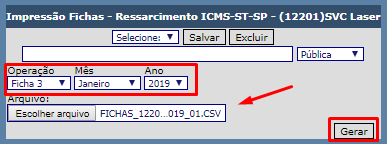 Impressão Fichas - Ressarcimento ICMS-ST-SP - (12201)SVC Laser
Selecione: Salvar Excluir
Pública
Operação Mês Ano
Ficha 3 Janeiro 2019
Arquivo:
Escolher arquivo FICHAS_1220...019_01.CSV
Gerar